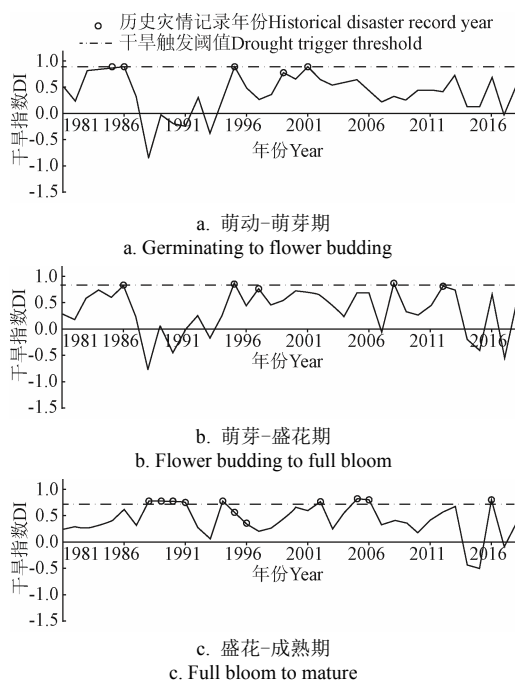 历史灾情记录年份Historical disaster record year
干旱触发阈值Drought trigger threshold
干旱指数DI
1.0
0.5
0.0
-0.5
-1.0
-1.5
1981 1986 1991 1996 2001 2006 2011 2016
年份Year
a. 萌动-萌芽期
a. Germinating to flower budding
干旱指数DI
1.0
0.5
0.0
-0.5
-1.0
-1.5
1981 1986 1991 1996 2001 2006 2011 2016
年份Year
b. 萌芽-盛花期
b. Flower budding to full bloom
干旱指数DI
1.0
0.5
0.0
-0.5
-1.0
-1.5
1981 1986 1991 1996 2001 2006 2011 2016
年份Year
c. 盛花-成熟期
c. Full bloom to mature